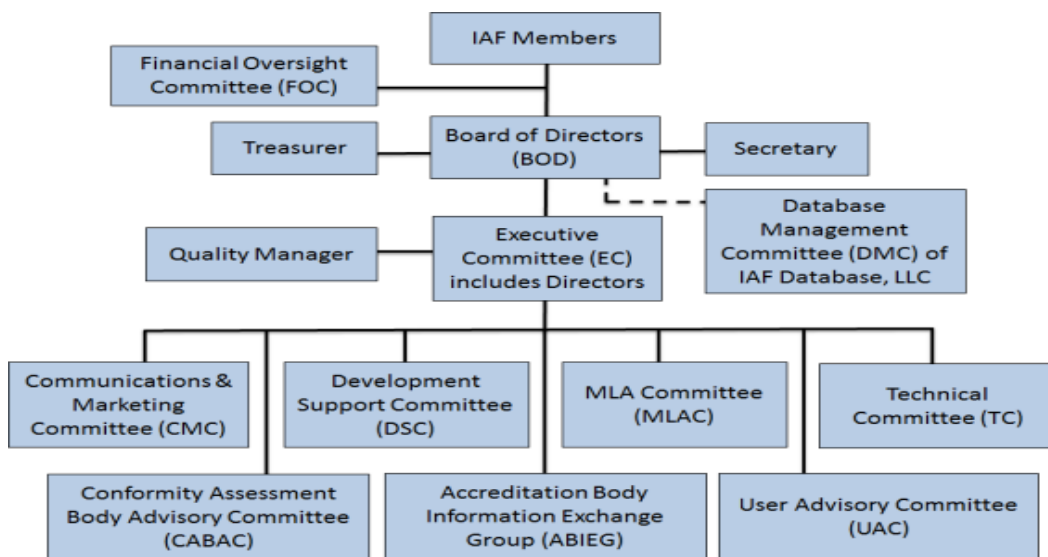 IAF Members
Financial Oversight
Committee (FOC)
Treasurer
Board of Directors
(BOD)
Secretary
Quality Manager
Executive
Committee (EC)
includes Directors
Database
Management
Committee (DMC) of
IAF Database, LLC
Communications &
Marketing
Committee (CMC)
Development
Support Committee
(DSC)
MLA Committee
(MLAC)
Technical
Committee (TC)
Conformity Assessment
Body Advisory Committee
(CABAC)
Accreditation Body
Information Exchange
Group (ABIEG)
User Advisory Committee
(UAC)